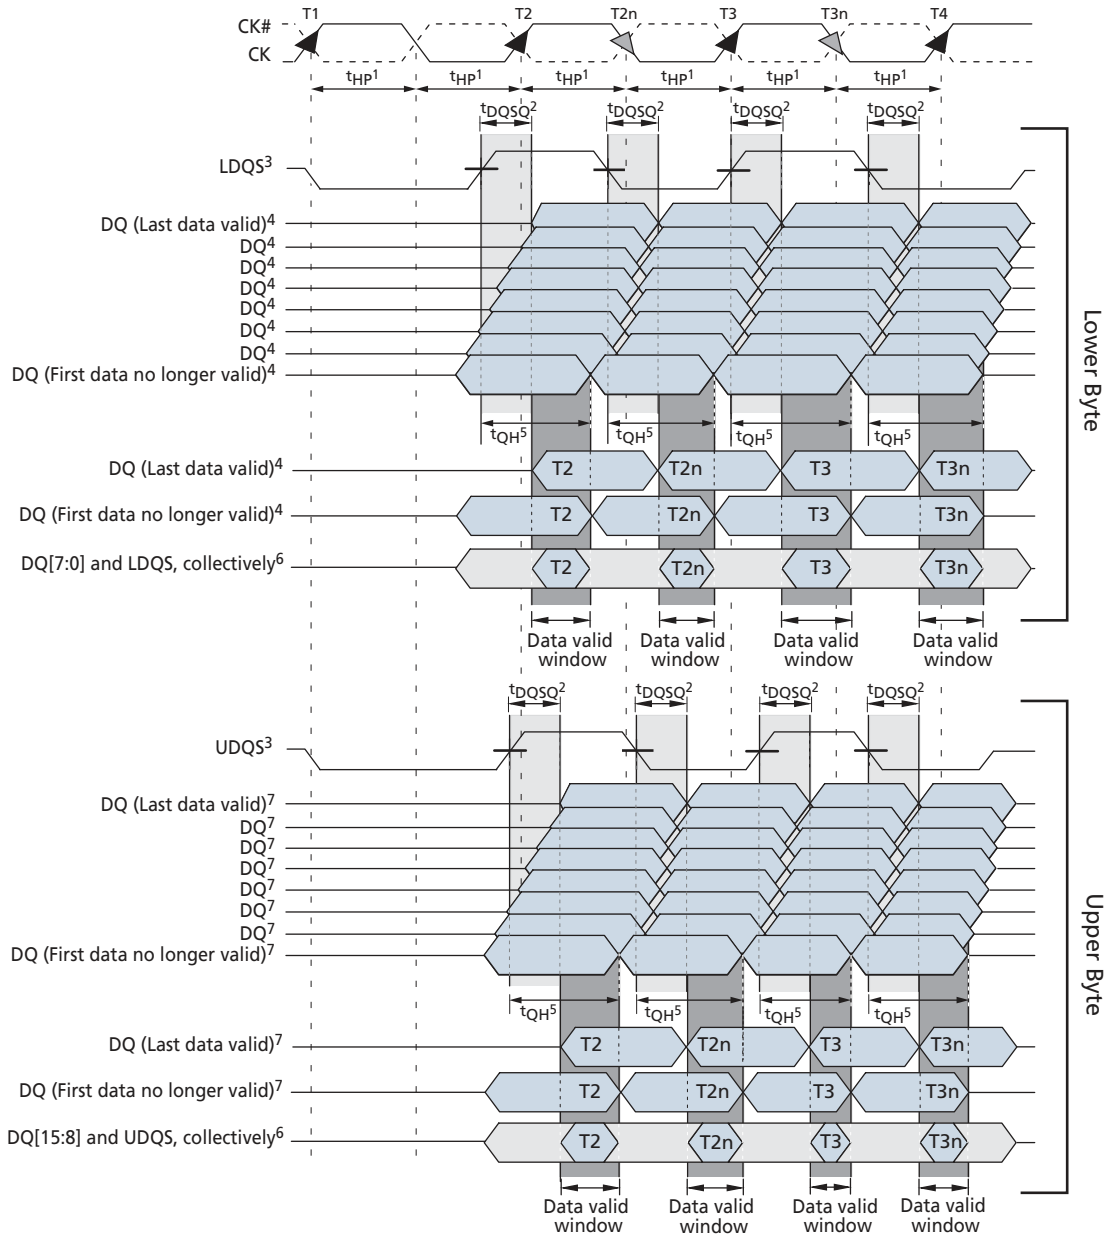 T1 T2 T2n T3 T3n T4
CK#
CK
tHP1 tHP1 tHP1 tHP1 tHP1 tHP1
tDQSQ2 tDQSQ2 tDQSQ2 tDQSQ2
LDQS3
DQ (Last data valid)4
DQ4
DQ4
DQ4
DQ4
DQ4
DQ4
DQ (First data no longer valid)4
Lower Byte
tQH5 tQH5 tQH5 tQH5
DQ (Last data valid)4 T2 T2n T3 T3n
DQ (First data no longer valid)4 T2 T2n T3 T3n
DQ[7:0] and LDQS, collectively6 T2 T2n T3 T3n
Data valid window Data valid window Data valid window Data valid window
tDQSQ2 tDQSQ2 tDQSQ2 tDQSQ2
UDQS3
DQ (Last data valid)7
DQ7
DQ7
DQ7
DQ7
DQ7
DQ7
DQ (First data no longer valid)7
Upper Byte
tQH5 tQH5 tQH5 tQH5
DQ (Last data valid)7 T2 T2n T3 T3n
DQ (First data no longer valid)7 T2 T2n T3 T3n
DQ[15:8] and UDQS, collectively6 T2 T2n T3 T3n
Data valid window Data valid window Data valid window Data valid window